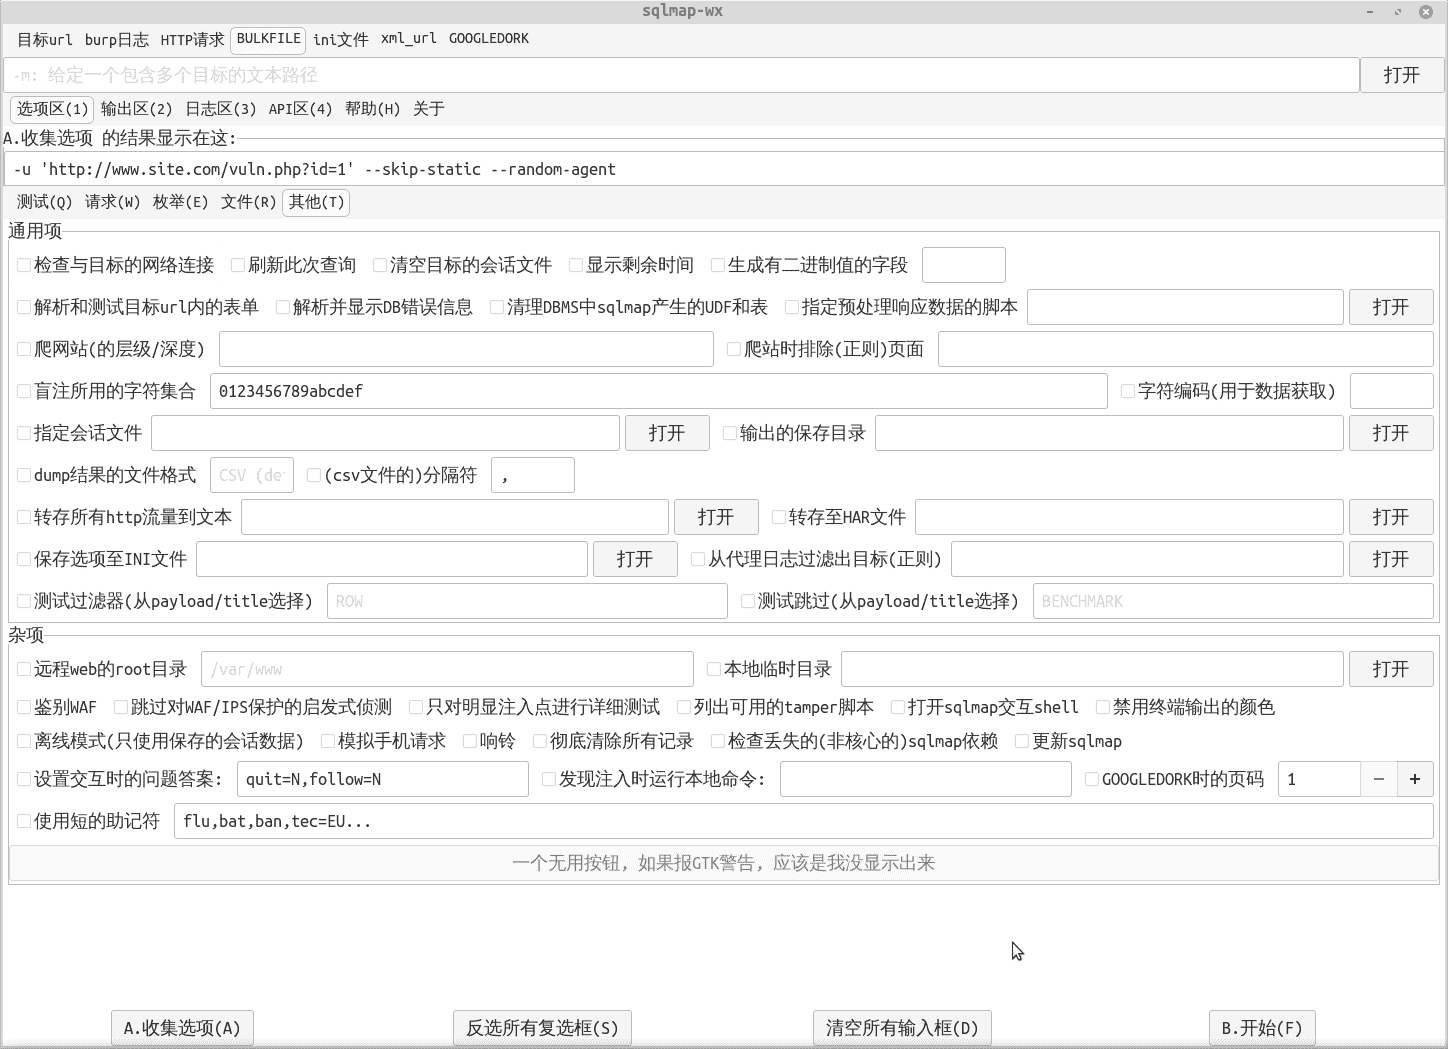 sqlmap-wx
目标url burp日志 HTTP请求 BULKFILE ini文件 xml_url GOOGLEDORK
-m: 给定一个包含多个目标的文本路径 打开
选项区(1) 输出区(2) 日志区(3) API区(4) 帮助(H) 关于
A.收集选项 的结果显示在这:
-u 'http://www.site.com/vuln.php?id=1' --skip-static --random-agent
测试(Q) 请求(W) 枚举(E) 文件(R) 其他(T)
通用项
检查与目标的网络连接 刷新此次查询 清空目标的会话文件 显示剩余时间 生成有二进制值的字段
解析和测试目标url内的表单 解析并显示DB错误信息 清理DBMS中sqlmap产生的UDF和表 指定预处理响应数据的脚本 打开
爬网站(的层级/深度) 爬站时排除(正则)页面
盲注所用的字符集合 0123456789abcdef 字符编码(用于数据获取)
指定会话文件 打开 输出的保存目录 打开
dump结果的文件格式 CSV (de (csv文件的)分隔符 ,
转存所有http流量到文本 打开 转存至HAR文件 打开
保存选项至INI文件 打开 从代理日志过滤出目标(正则) 打开
测试过滤器(从payload/title选择) ROW 测试跳过(从payload/title选择) BENCHMARK
杂项
远程web的root目录 /var/www 本地临时目录 打开
鉴别WAF 跳过对WAF/IPS保护的启发式侦测 只对明显注入点进行详细测试 列出可用的tamper脚本 打开sqlmap交互shell 禁用终端输出的颜色
离线模式(只使用保存的会话数据) 模拟手机请求 响铃 彻底清除所有记录 检查丢失的(非核心的)sqlmap依赖 更新sqlmap
设置交互时的问题答案: quit=N,follow=N 发现注入时运行本地命令: GOOGLEDORK时的页码 1 − +
使用短的助记符 flu,bat,ban,tec=EU...
一个无用按钮, 如果报GTK警告, 应该是我没显示出来
A.收集选项(A) 反选所有复选框(S) 清空所有输入框(D) B.开始(F)